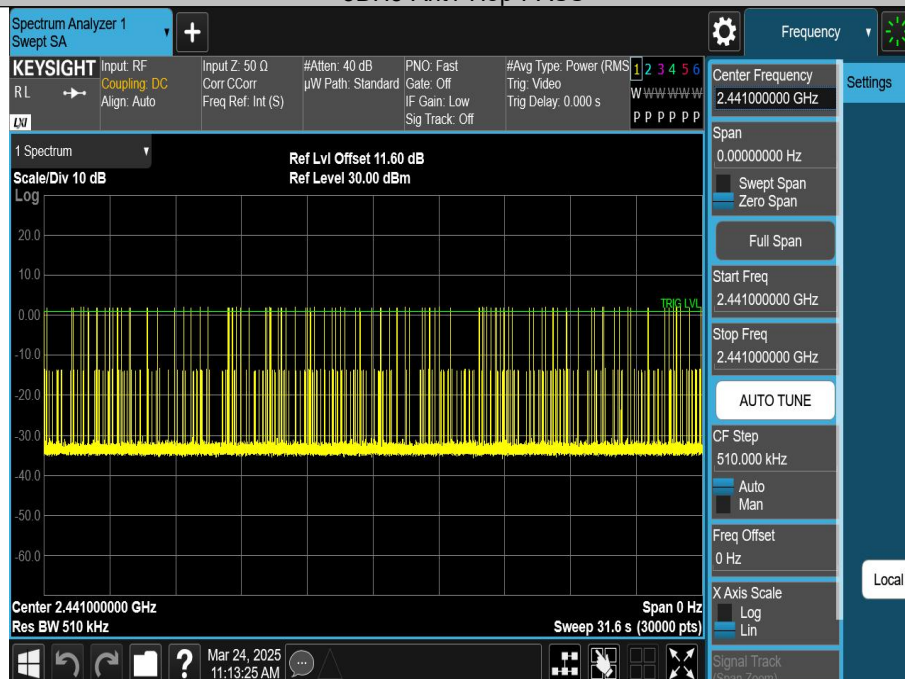 Spectrum Analyzer 1
Swept SA
+
Frequency
KEYSIGHT
RL
LXI
Input: RF
Coupling: DC
Align: Auto
Input Z: 50 Ω
Corr CCorr
Freq Ref: Int (S)
#Atten: 40 dB
µW Path: Standard
PNO: Fast
Gate: Off
IF Gain: Low
Sig Track: Off
#Avg Type: Power (RMS
Trig: Video
Trig Delay: 0.000 s
1 2 3 4 5 6
W W W W W W
P P P P P P
Center Frequency
2.441000000 GHz
Settings
Span
0.00000000 Hz
Swept Span
Zero Span
Full Span
Start Freq
2.441000000 GHz
Stop Freq
2.441000000 GHz
AUTO TUNE
CF Step
510.000 kHz
Auto
Man
Freq Offset
0 Hz
X Axis Scale
Log
Lin
Signal Track
(Span Zoom)
Local
1 Spectrum
Scale/Div 10 dB
Log
Ref Lvl Offset 11.60 dB
Ref Level 30.00 dBm
20.0
10.0
TRIG LVL
0.00
-10.0
-20.0
-30.0
-40.0
-50.0
-60.0
Center 2.441000000 GHz
Res BW 510 kHz
Span 0 Hz
Sweep 31.6 s (30000 pts)
?
Mar 24, 2025
11:13:25 AM